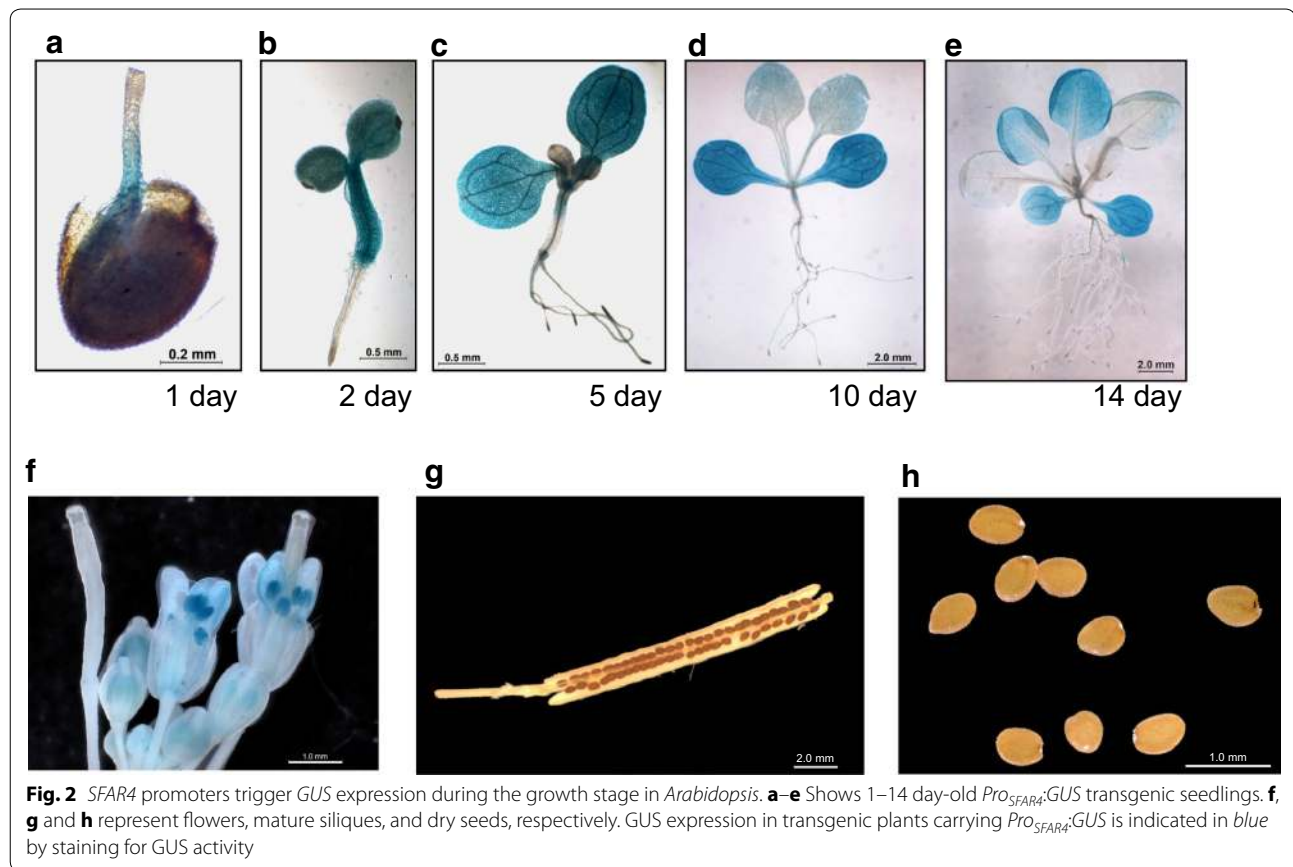 a
b
c
d
e
0.2 mm
0.5 mm
0.5 mm
2.0 mm
2.0 mm
1 day
2 day
5 day
10 day
14 day
f
g
h
1.0 mm
2.0 mm
1.0 mm
Fig. 2 SFAR4 promoters trigger GUS expression during the growth stage in Arabidopsis. a–e Shows 1–14 day-old ProSFAR4:GUS transgenic seedlings. f,
g and h represent flowers, mature siliques, and dry seeds, respectively. GUS expression in transgenic plants carrying ProSFAR4:GUS is indicated in blue
by staining for GUS activity